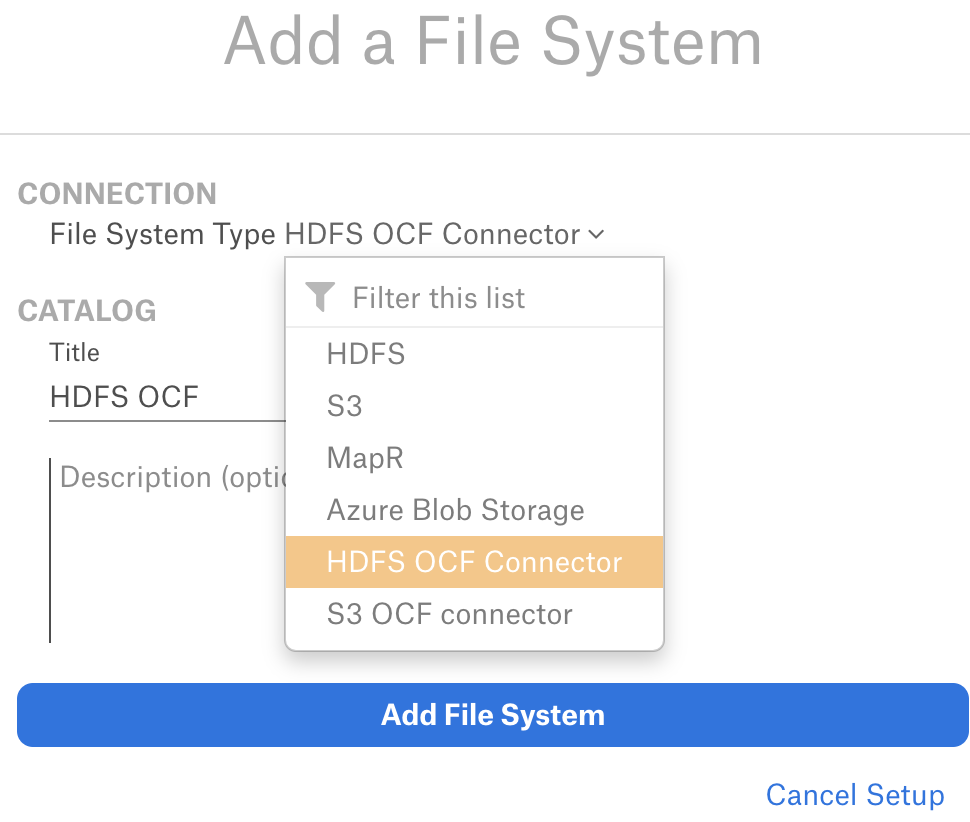 Add a File System
CONNECTION
File System Type HDFS OCF Connector
Filter this list
HDFS
S3
MapR
Azure Blob Storage
HDFS OCF Connector
S3 OCF connector
CATALOG
Title
HDFS OCF
Description
Add File System
Cancel Setup